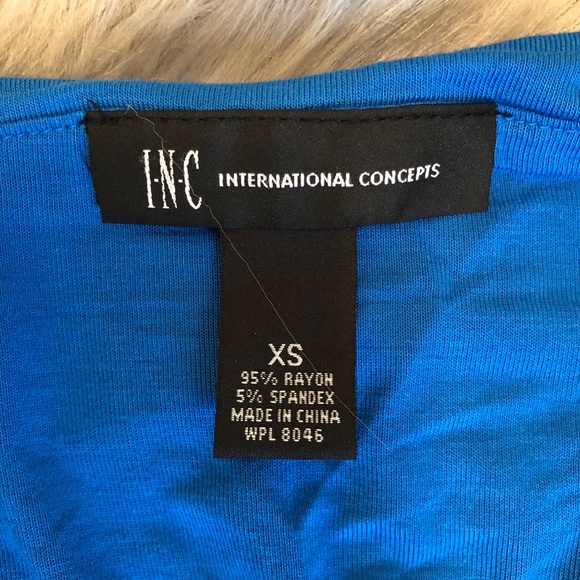 I·N·C INTERNATIONAL CONCEPTS
XS
95% RAYON
5% SPANDEX
MADE IN CHINA
WPL 8046